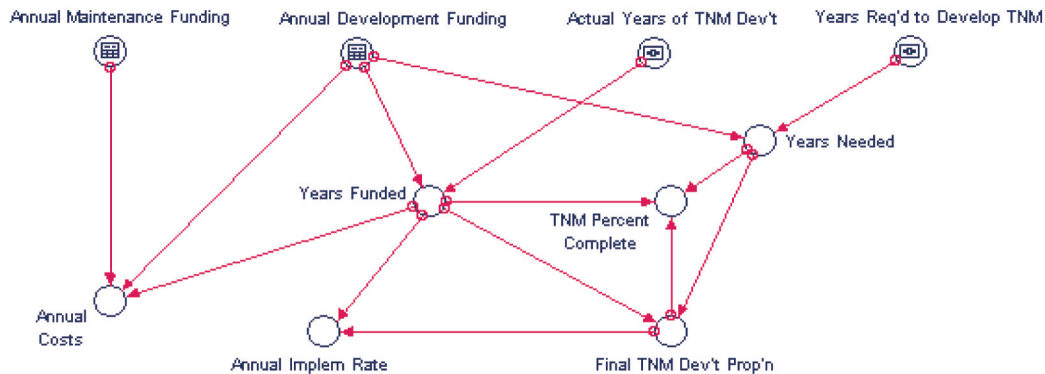 Annual Maintenance Funding
Annual Development Funding
Actual Years of TNM Dev't
Years Req'd to Develop TNM
Years Needed
Years Funded
TNM Percent
Complete
Annual
Costs
Annual Implem Rate
Final TNM Dev't Prop'n